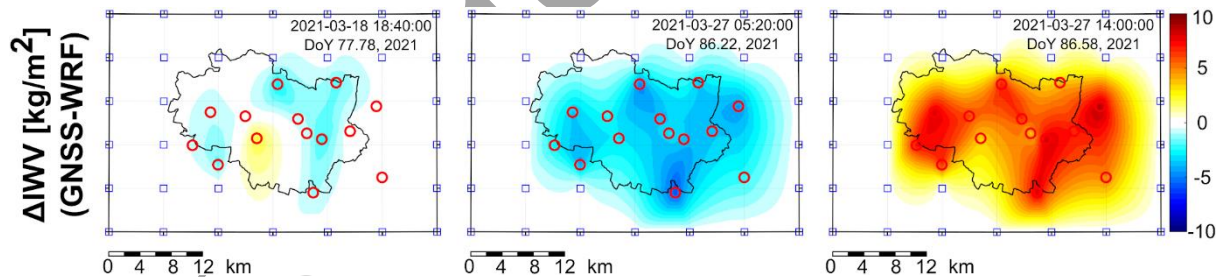 ΔIWV [kg/m²]
(GNSS-WRF)
2021-03-18 18:40:00
DoY 77.78, 2021
2021-03-27 05:20:00
DoY 86.22, 2021
2021-03-27 14:00:00
DoY 86.58, 2021
10
5
0
-5
-10
0 4 8 12 km
0 4 8 12 km
0 4 8 12 km